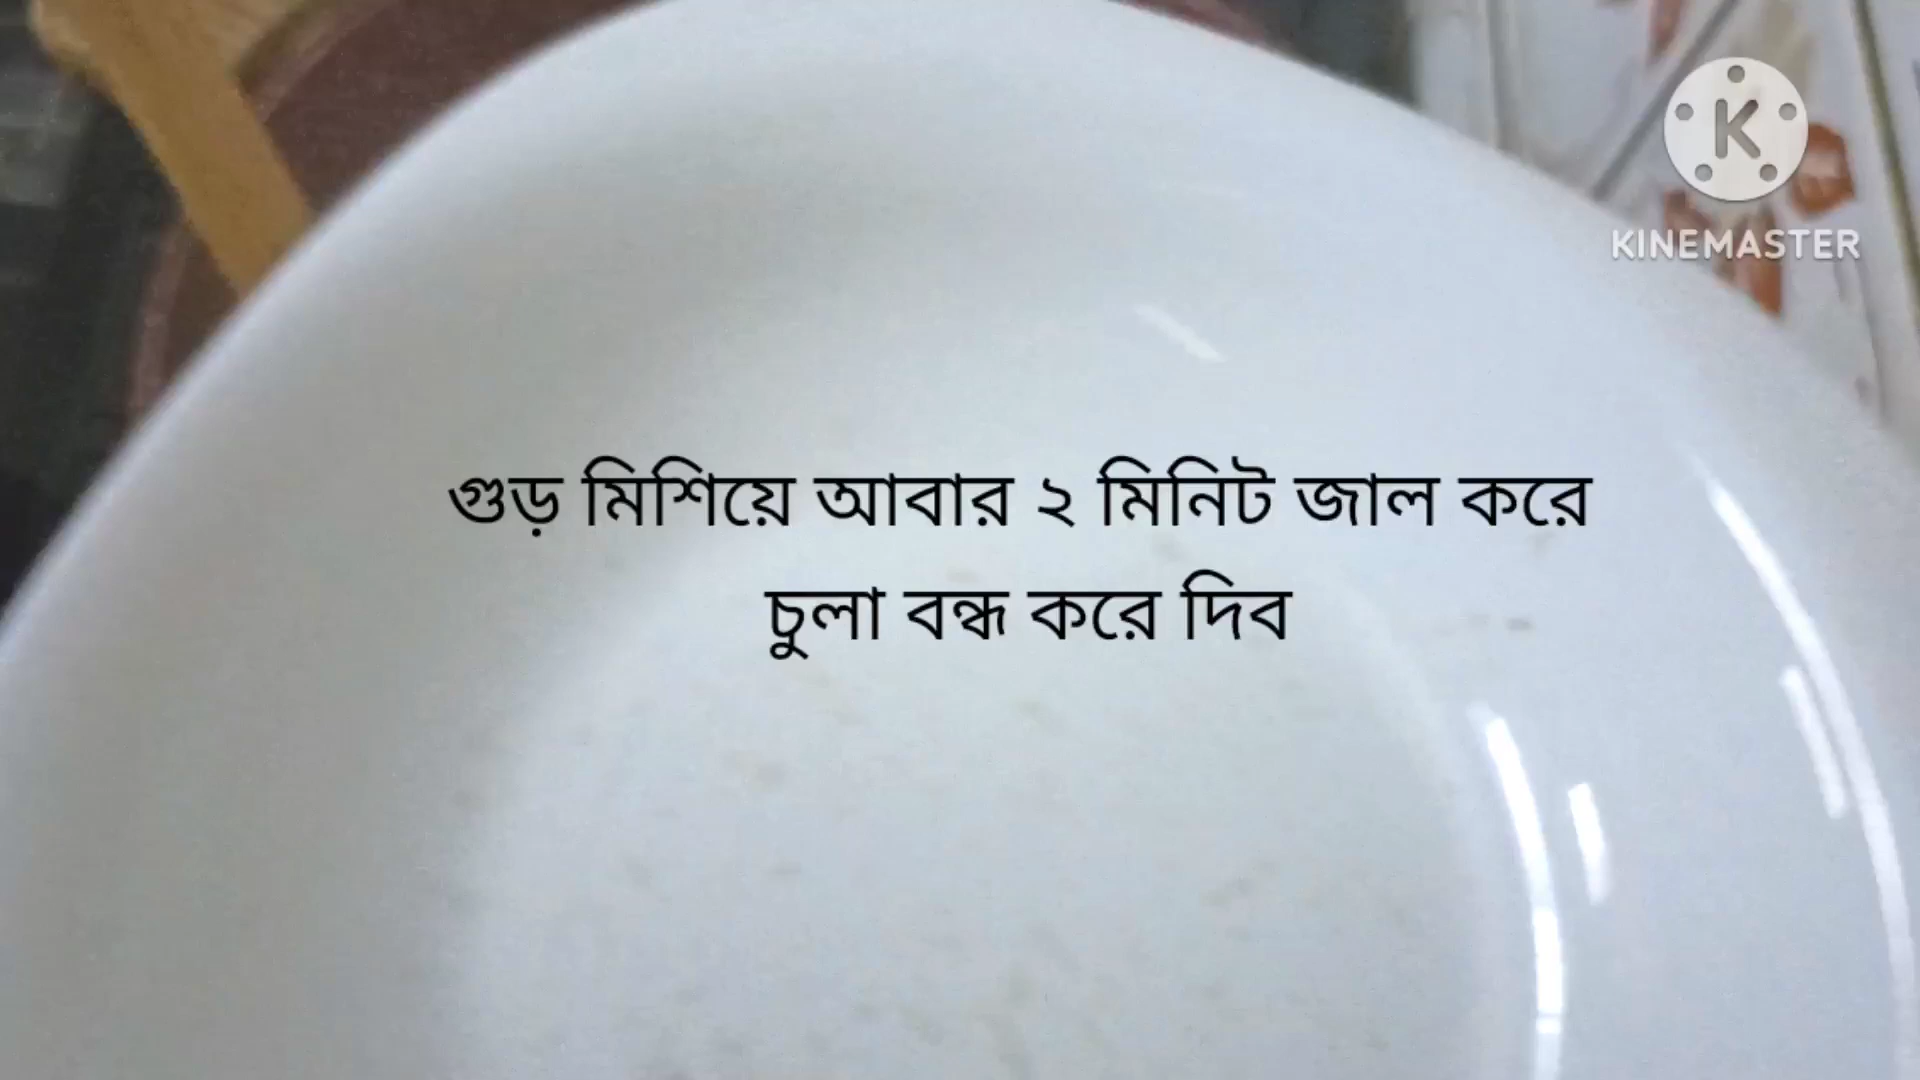 KINEMASTER
গুড় মিশিয়ে আবার ২ মিনিট জাল করে
চুলা বন্ধ করে দিব